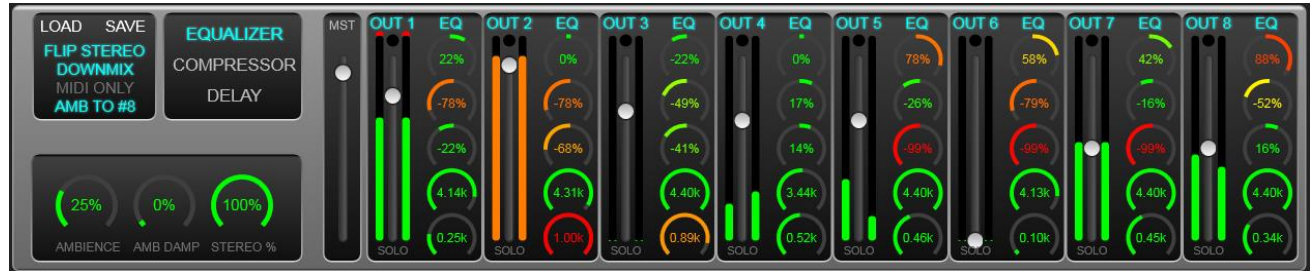 LOAD SAVE
FLIP STEREO
DOWNMIX
MIDI ONLY
AMB TO #8
EQUALIZER
COMPRESSOR
DELAY
25% 0% 100%
AMBIENCE AMB DAMP STEREO %
MST
OUT 1 EQ
22%
-78%
-22%
4.14k
0.25k
SOLO
OUT 2 EQ
0%
-78%
-68%
4.31k
1.00k
SOLO
OUT 3 EQ
-22%
-49%
-41%
4.40k
0.89k
SOLO
OUT 4 EQ
0%
17%
14%
3.44k
0.52k
SOLO
OUT 5 EQ
78%
-26%
-99%
4.40k
0.46k
SOLO
OUT 6 EQ
58%
-79%
-99%
4.13k
0.10k
SOLO
OUT 7 EQ
42%
-16%
-99%
4.40k
0.45k
SOLO
OUT 8 EQ
88%
-52%
16%
4.40k
0.34k
SOLO